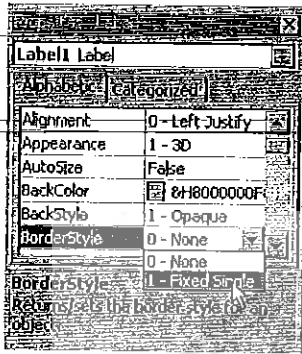 Label1 Label
Alphabetic Categorized
Alignment 0 - Left Justify
Appearance 1 - 3D
AutoSize False
BackColor &H8000000F
BackStyle 1 - Opaque
BorderStyle 0 - None
0 - None
1 - Fixed Single
BorderStyle
Returns/sets the border style for an
object.